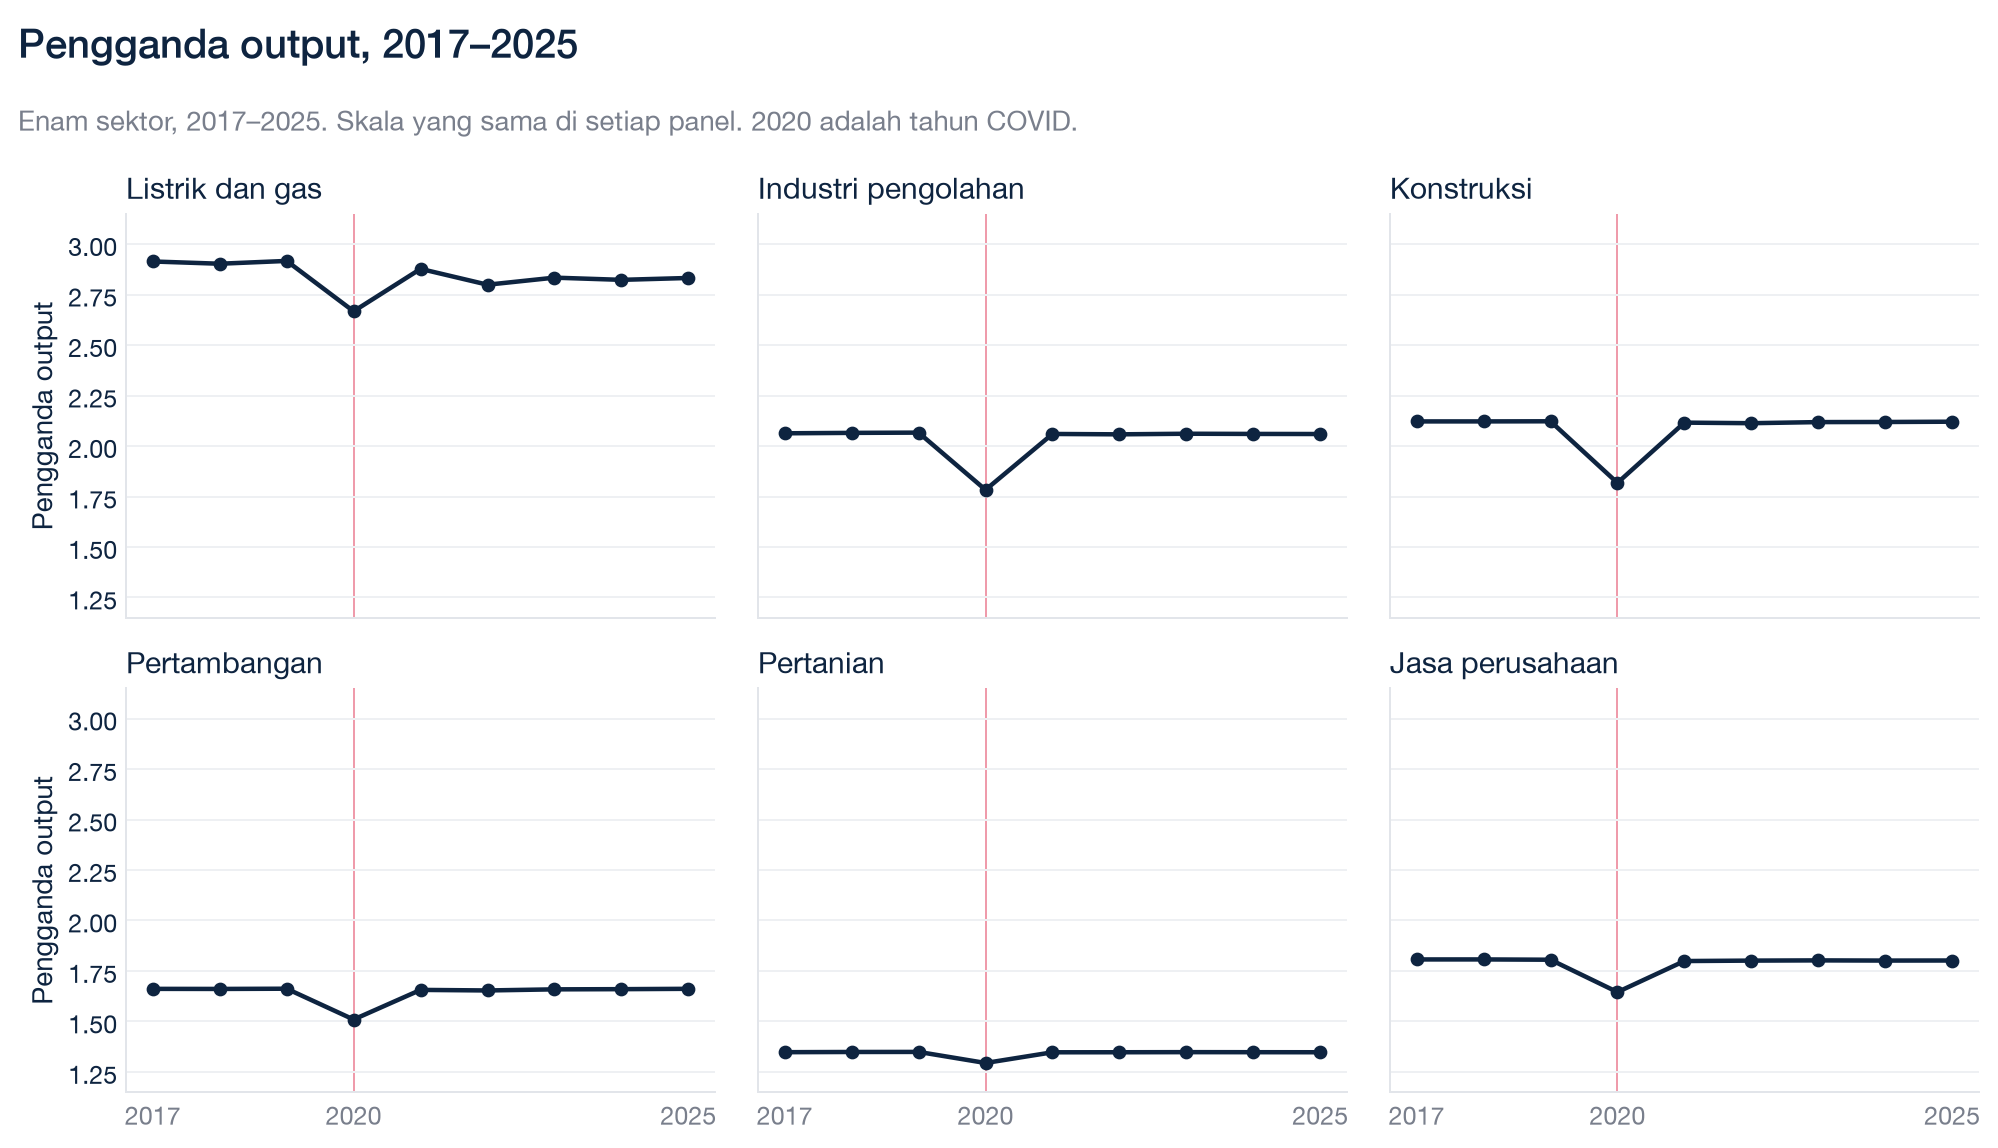 Pengganda output, 2017–2025
Enam sektor, 2017–2025. Skala yang sama di setiap panel. 2020 adalah tahun COVID.
Listrik dan gas
Industri pengolahan
Konstruksi
Pengganda output
3.00
2.75
2.50
2.25
2.00
1.75
1.50
1.25
Pertambangan
Pertanian
Jasa perusahaan
Pengganda output
3.00
2.75
2.50
2.25
2.00
1.75
1.50
1.25
2017 2020 2025
2017 2020 2025
2017 2020 2025